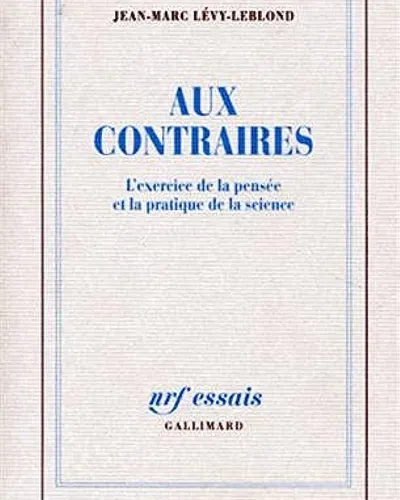 JEAN-MARC LÉVY-LEBLOND
AUX
CONTRAIRES
L'exercice de la pensée
et la pratique de la science
nrf essais
GALLIMARD